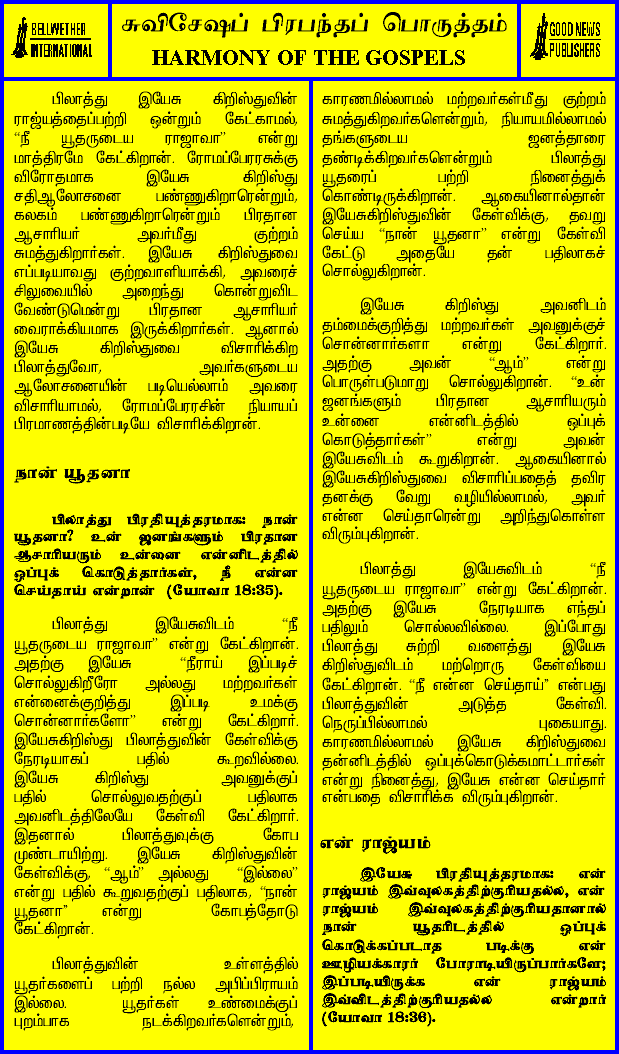 BELLWETHER
INTERNATIONAL
சுவிசேஷப் பிரபந்தப் பொருத்தம்
HARMONY OF THE GOSPELS
GOOD NEWS
PUBLISHERS
பிலாத்து இயேசு கிறிஸ்துவின்
ராஜ்யத்தைப்பற்றி ஒன்றும் கேட்காமல்,
“நீ யூதருடைய ராஜாவா” என்று
மாத்திரமே கேட்கிறான். ரோமப்பேரரசுக்கு
விரோதமாக இயேசு கிறிஸ்து
சதிஆலோசனை பண்ணுகிறாரென்றும்,
கலகம் பண்ணுகிறாரென்றும் பிரதான
ஆசாரியர் அவர்மீது குற்றம்
சுமத்துகிறார்கள். இயேசு கிறிஸ்துவை
எப்படியாவது குற்றவாளியாக்கி, அவரைச்
சிலுவையில் அறைந்து கொன்றுவிட
வேண்டுமென்று பிரதான ஆசாரியர்
வைராக்கியமாக இருக்கிறார்கள். ஆனால்
இயேசு கிறிஸ்துவை விசாரிக்கிற
பிலாத்துவோ, அவர்களுடைய
ஆலோசனையின் படியெல்லாம் அவரை
விசாரியாமல், ரோமப்பேரரசின் நியாயப்
பிரமாணத்தின்படியே விசாரிக்கிறான்.
நான் யூதனா
பிலாத்து பிரதியுத்தரமாக: நான்
யூதனா? உன் ஜனங்களும் பிரதான
ஆசாரியரும் உன்னை என்னிடத்தில்
ஒப்புக் கொடுத்தார்கள், நீ என்ன
செய்தாய் என்றான் (யோவா 18:35).
பிலாத்து இயேசுவிடம் “நீ
யூதருடைய ராஜாவா” என்று கேட்கிறான்.
அதற்கு இயேசு “நீராய் இப்படிச்
சொல்லுகிறீரோ அல்லது மற்றவர்கள்
என்னைக்குறித்து இப்படி உமக்கு
சொன்னார்களோ” என்று கேட்கிறார்.
இயேசுகிறிஸ்து பிலாத்துவின் கேள்விக்கு
நேரடியாகப் பதில் கூறவில்லை.
இயேசு கிறிஸ்து அவனுக்குப்
பதில் சொல்லுவதற்குப் பதிலாக
அவனிடத்திலேயே கேள்வி கேட்கிறார்.
இதனால் பிலாத்துவுக்கு கோப
முண்டாயிற்று. இயேசு கிறிஸ்துவின்
கேள்விக்கு, “ஆம்” அல்லது “இல்லை”
என்று பதில் கூறுவதற்குப் பதிலாக, “நான்
யூதனா” என்று கோபத்தோடு
கேட்கிறான்.
பிலாத்துவின் உள்ளத்தில்
யூதர்களைப் பற்றி நல்ல அபிப்பிராயம்
இல்லை. யூதர்கள் உண்மைக்குப்
புறம்பாக நடக்கிறவர்களென்றும்,
காரணமில்லாமல் மற்றவர்கள்மீது குற்றம்
சுமத்துகிறவர்களென்றும், நியாயமில்லாமல்
தங்களுடைய ஜனத்தாரை
தண்டிக்கிறவர்களென்றும் பிலாத்து
யூதரைப் பற்றி நினைத்துக்
கொண்டிருக்கிறான். ஆகையினால்தான்
இயேசுகிறிஸ்துவின் கேள்விக்கு, தவறு
செய்ய “நான் யூதனா” என்று கேள்வி
கேட்டு அதையே தன் பதிலாகச்
சொல்லுகிறான்.
இயேசு கிறிஸ்து அவனிடம்
தம்மைக்குறித்து மற்றவர்கள் அவனுக்குச்
சொன்னார்களா என்று கேட்கிறார்.
அதற்கு அவன் “ஆம்” என்று
பொருள்படுமாறு சொல்லுகிறான். “உன்
ஜனங்களும் பிரதான ஆசாரியரும்
உன்னை என்னிடத்தில் ஒப்புக்
கொடுத்தார்கள்” என்று அவன்
இயேசுவிடம் கூறுகிறான். ஆகையினால்
இயேசுகிறிஸ்துவை விசாரிப்பதைத் தவிர
தனக்கு வேறு வழியில்லாமல், அவர்
என்ன செய்தாரென்று அறிந்துகொள்ள
விரும்புகிறான்.
பிலாத்து இயேசுவிடம் “நீ
யூதருடைய ராஜாவா” என்று கேட்கிறான்.
அதற்கு இயேசு நேரடியாக எந்தப்
பதிலும் சொல்லவில்லை. இப்போது
பிலாத்து சுற்றி வளைத்து இயேசு
கிறிஸ்துவிடம் மற்றொரு கேள்வியை
கேட்கிறான். “நீ என்ன செய்தாய்” என்பது
பிலாத்துவின் அடுத்த கேள்வி.
நெருப்பில்லாமல் புகையாது.
காரணமில்லாமல் இயேசு கிறிஸ்துவை
தன்னிடத்தில் ஒப்புக்கொடுக்கமாட்டார்கள்
என்று நினைத்து, இயேசு என்ன செய்தார்
என்பதை விசாரிக்க விரும்புகிறான்.
என் ராஜ்யம்
இயேசு பிரதியுத்தரமாக: என்
ராஜ்யம் இவ்வுலகத்திற்குரியதல்ல, என்
ராஜ்யம் இவ்வுலகத்திற்குரியதானால்
நான் யூதரிடத்தில் ஒப்புக்
கொடுக்கப்படாத படிக்கு என்
ஊழியக்காரர் போராடியிருப்பார்களே;
இப்படியிருக்க என் ராஜ்யம்
இவ்விடத்திற்குரியதல்ல என்றார்
(யோவா 18:36).